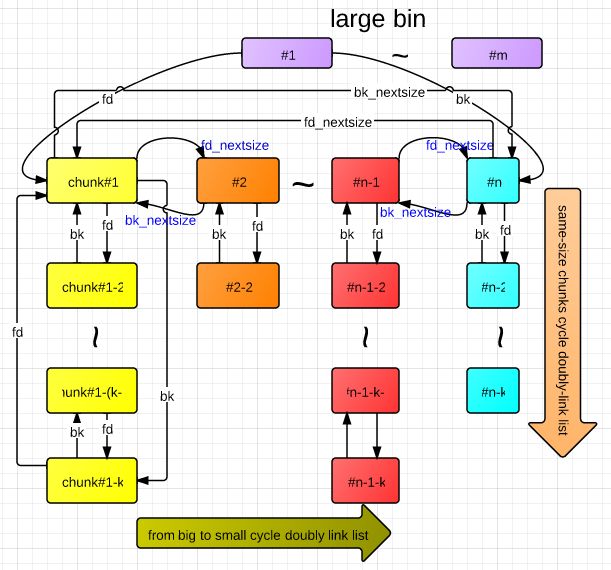 large bin
#1
~
#m
fd
bk_nextsize
bk
fd_nextsize
fd_nextsize
fd_nextsize
chunk#1
#2
~
#n-1
#n
bk_nextsize
bk_nextsize
bk
fd
bk
fd
bk
fd
bk
fd
chunk#1-2
#2-2
#n-1-2
#n-2
same-size chunks cycle doubly-link list
fd
~
~
~
hunk#1-(k-
bk
#n-1-k-
#n-k
bk
fd
chunk#1-k
#n-1-k
from big to small cycle doubly link list